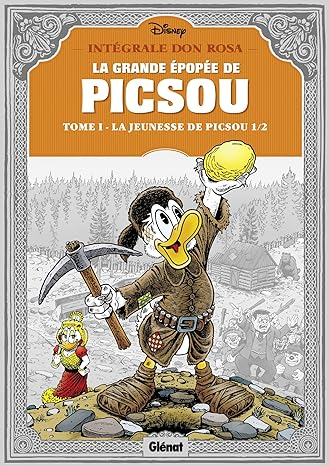 Disney
INTÉGRALE DON ROSA
LA GRANDE ÉPOPÉE DE
PICSOU
TOME I - LA JEUNESSE DE PICSOU 1/2
Glénat